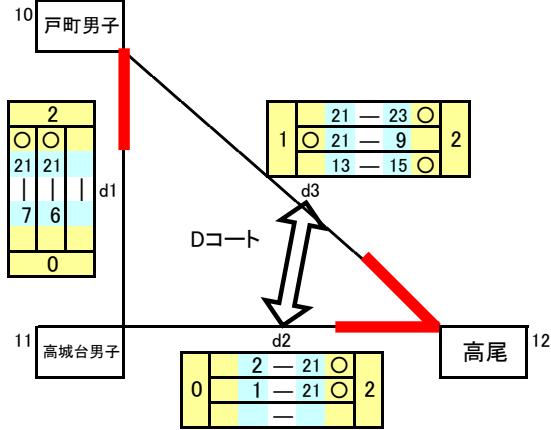 10
戸町男子
2
○ ○
21 21
| | |
7 6
0
d1
1 21 — 23 ○ 2
○ 21 — 9
13 — 15 ○
d3
Dコート
11
高城台男子
d2
高尾
12
0 2 — 21 ○ 2
1 — 21 ○
—